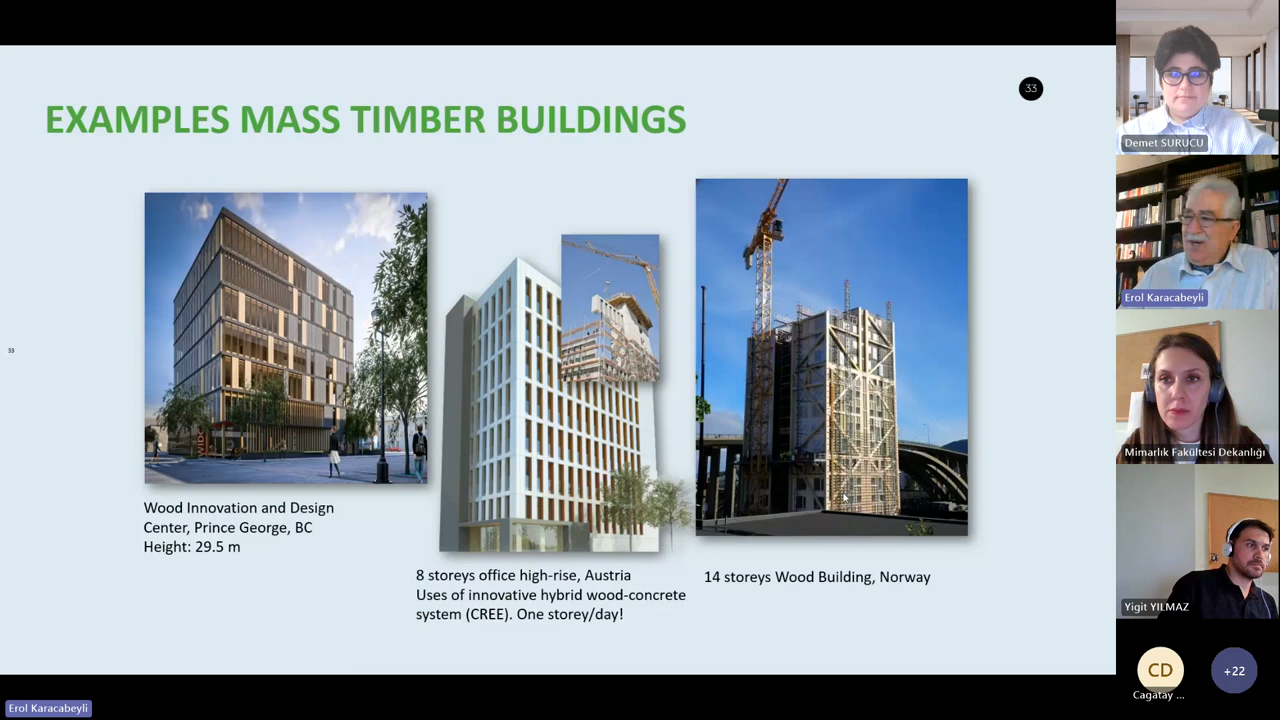 33
EXAMPLES MASS TIMBER BUILDINGS
33
Wood Innovation and Design
Center, Prince George, BC
Height: 29.5 m
8 storeys office high-rise, Austria
Uses of innovative hybrid wood-concrete
system (CREE). One storey/day!
14 storeys Wood Building, Norway
Demet SURUCU
Erol Karacabeyli
Mimarlık Fakültesi Dekanlığı
Yigit YILMAZ
CD
Cagatay ...
+22
Erol Karacabeyli